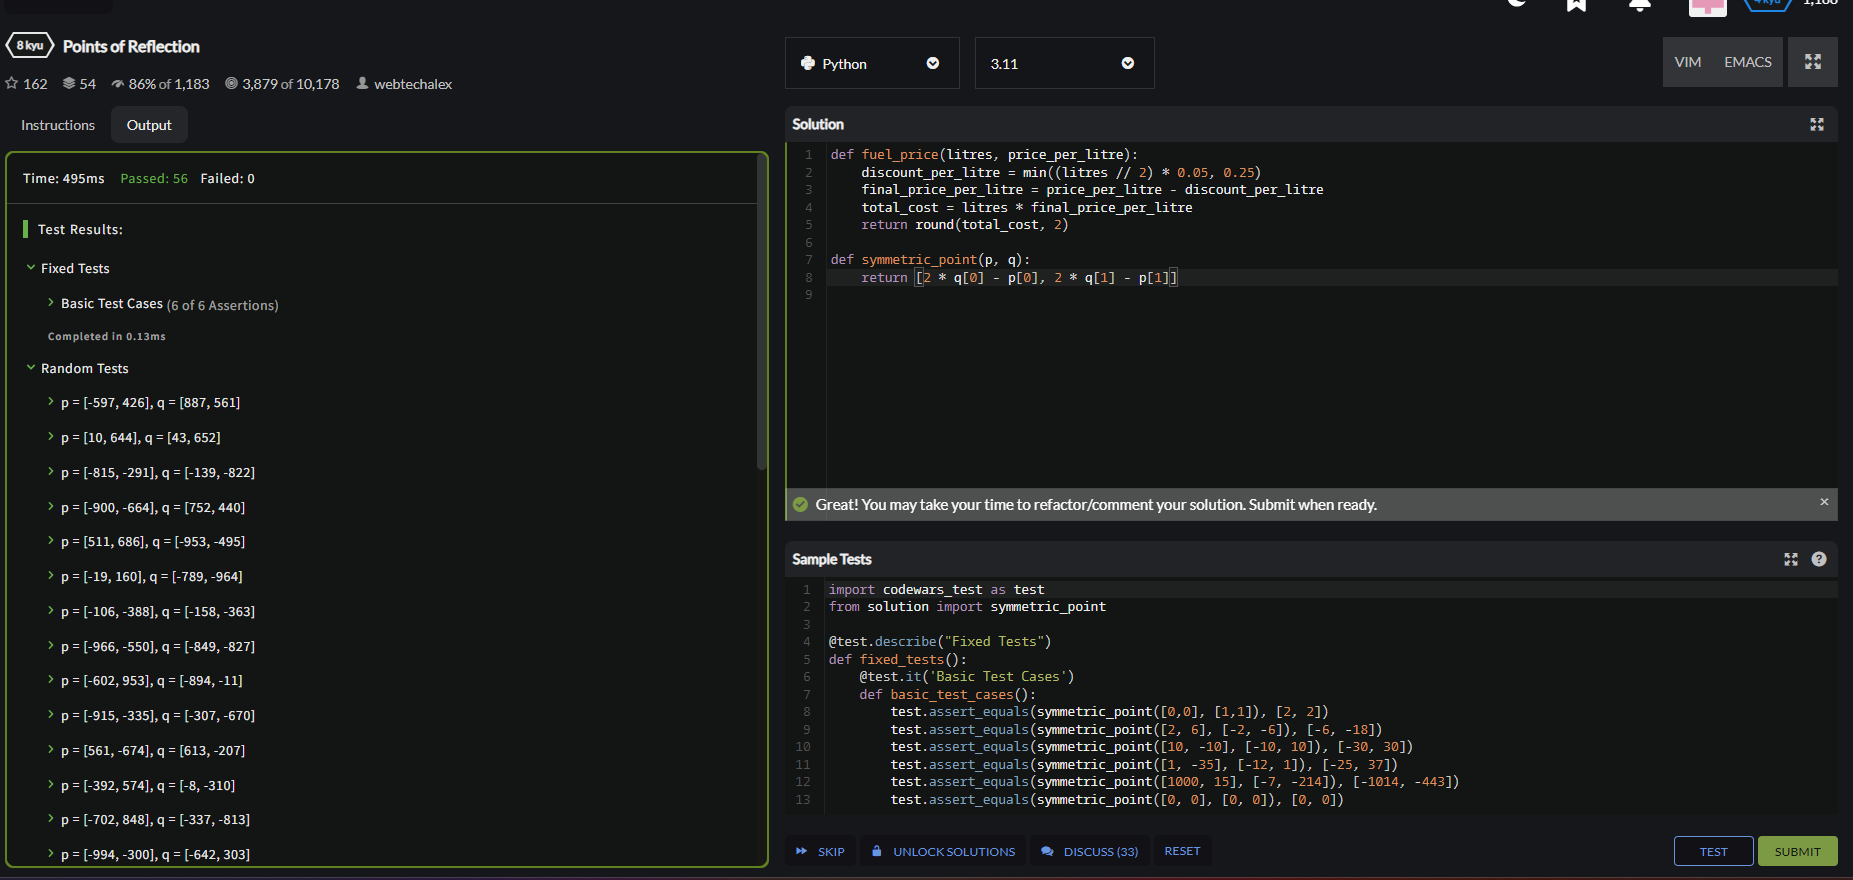 4 kyu 1,188
8 kyu Points of Reflection
162 54 86% of 1,183 3,879 of 10,178 webtechalex
Instructions Output
Time: 495ms Passed: 56 Failed: 0
Test Results:
Fixed Tests
Basic Test Cases (6 of 6 Assertions)
Completed in 0.13ms
Random Tests
p = [-597, 426], q = [887, 561]
p = [10, 644], q = [43, 652]
p = [-815, -291], q = [-139, -822]
p = [-900, -664], q = [752, 440]
p = [511, 686], q = [-953, -495]
p = [-19, 160], q = [-789, -964]
p = [-106, -388], q = [-158, -363]
p = [-966, -550], q = [-849, -827]
p = [-602, 953], q = [-894, -11]
p = [-915, -335], q = [-307, -670]
p = [561, -674], q = [613, -207]
p = [-392, 574], q = [-8, -310]
p = [-702, 848], q = [-337, -813]
p = [-994, -300], q = [-642, 303]
Python 3.11 VIM EMACS
Solution
1 def fuel_price(litres, price_per_litre):
2     discount_per_litre = min((litres // 2) * 0.05, 0.25)
3     final_price_per_litre = price_per_litre - discount_per_litre
4     total_cost = litres * final_price_per_litre
5     return round(total_cost, 2)
6
7 def symmetric_point(p, q):
8     return [2 * q[0] - p[0], 2 * q[1] - p[1]]
9
Great! You may take your time to refactor/comment your solution. Submit when ready. ×
Sample Tests ?
1 import codewars_test as test
2 from solution import symmetric_point
3
4 @test.describe("Fixed Tests")
5 def fixed_tests():
6     @test.it('Basic Test Cases')
7     def basic_test_cases():
8         test.assert_equals(symmetric_point([0,0], [1,1]), [2, 2])
9         test.assert_equals(symmetric_point([2, 6], [-2, -6]), [-6, -18])
10         test.assert_equals(symmetric_point([10, -10], [-10, 10]), [-30, 30])
11         test.assert_equals(symmetric_point([1, -35], [-12, 1]), [-25, 37])
12         test.assert_equals(symmetric_point([1000, 15], [-7, -214]), [-1014, -443])
13         test.assert_equals(symmetric_point([0, 0], [0, 0]), [0, 0])
SKIP UNLOCK SOLUTIONS DISCUSS (33) RESET TEST SUBMIT